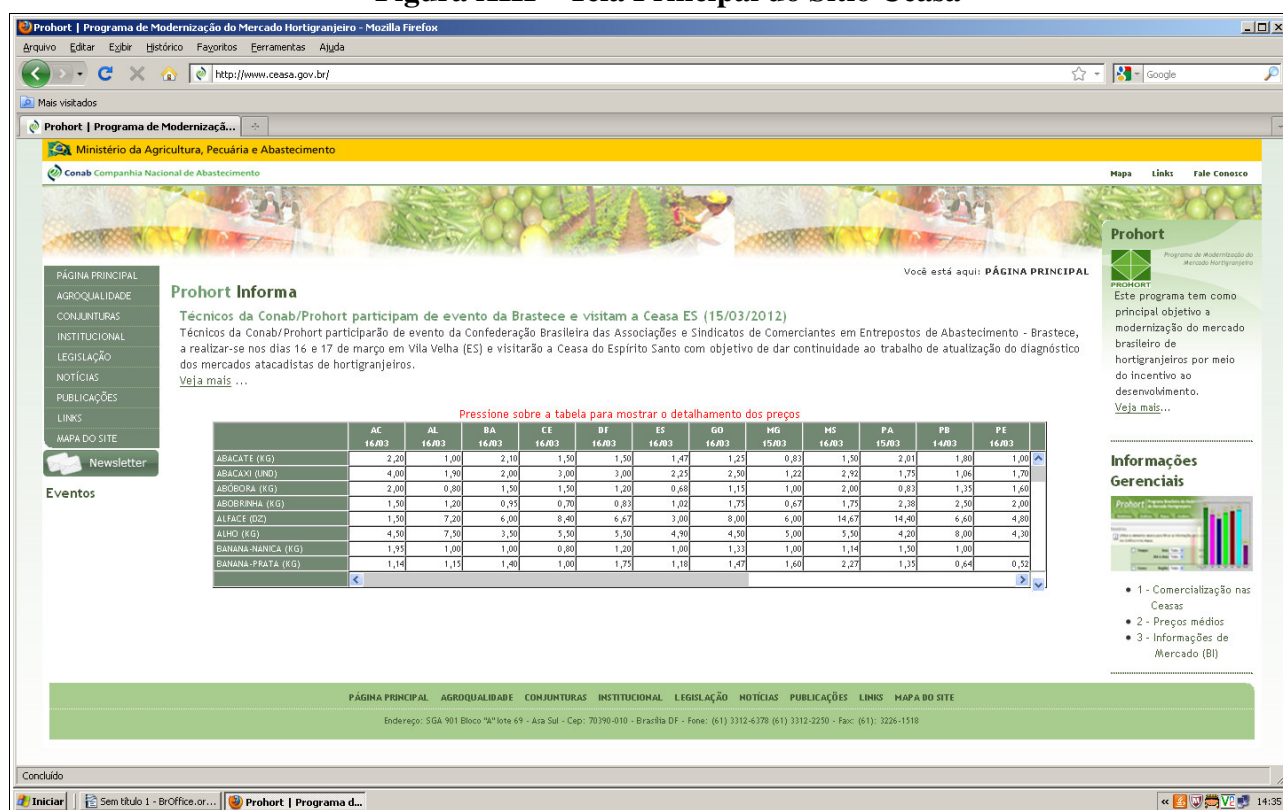 Prohort | Programa de Modernização do Mercado Hortigranjeiro - Mozilla Firefox
Arquivo Editar Exibir Histórico Favoritos Ferramentas Ajuda
http://www.ceasa.gov.br/
Google
Mais visitados
Prohort | Programa de Modernizaçã...
Ministério da Agricultura, Pecuária e Abastecimento
Conab Companhia Nacional de Abastecimento
Mapa Links Fale Conosco
Você está aqui: PÁGINA PRINCIPAL
PÁGINA PRINCIPAL
AGROQUALIDADE
CONJUNTURAS
INSTITUCIONAL
LEGISLAÇÃO
NOTÍCIAS
PUBLICAÇÕES
LINKS
MAPA DO SITE
Newsletter
Eventos
Prohort Informa
Técnicos da Conab/Prohort participam de evento da Brastece e visitam a Ceasa ES (15/03/2012)
Técnicos da Conab/Prohort participarão de evento da Confederação Brasileira das Associações e Sindicatos de Comerciantes em Entrepostos de Abastecimento - Brastece,
a realizar-se nos dias 16 e 17 de março em Vila Velha (ES) e visitarão a Ceasa do Espírito Santo com objetivo de dar continuidade ao trabalho de atualização do diagnóstico
dos mercados atacadistas de hortigranjeiros.
Veja mais ...
Pressione sobre a tabela para mostrar o detalhamento dos preços
AC AL BA CE DF ES GO MG MS PA PB PE
16/03 16/03 16/03 16/03 16/03 16/03 16/03 15/03 16/03 15/03 14/03 16/03
ABACATE (KG) 2,20 1,00 2,10 1,50 1,50 1,47 1,25 0,83 1,50 2,01 1,80 1,00
ABACAXI (UND) 4,00 1,90 2,00 3,00 3,00 2,25 2,50 1,22 2,92 1,75 1,06 1,70
ABÓBORA (KG) 2,00 0,80 1,50 1,50 1,20 0,68 1,15 1,00 2,00 0,83 1,35 1,60
ABOBRINHA (KG) 1,50 1,20 0,95 0,70 0,83 1,02 1,75 0,67 1,75 2,38 2,50 2,00
ALFACE (DZ) 1,50 7,20 6,00 8,40 6,67 3,00 8,00 6,00 14,67 14,40 6,60 4,80
ALHO (KG) 4,50 7,50 3,50 5,50 5,50 4,90 4,50 5,00 5,50 4,20 8,00 4,30
BANANA-NANICA (KG) 1,95 1,00 1,00 0,80 1,20 1,00 1,33 1,00 1,14 1,50 1,00
BANANA-PRATA (KG) 1,14 1,15 1,40 1,00 1,75 1,18 1,47 1,60 2,27 1,35 0,64 0,52
Prohort
Programa de Modernização do
Mercado Hortigranjeiro
PROHORT
Este programa tem como
principal objetivo a
modernização do mercado
brasileiro de
hortigranjeiros por meio
do incentivo ao
desenvolvimento.
Veja mais...
Informações
Gerenciais
Prohort
1 - Comercialização nas
Ceasas
2 - Preços médios
3 - Informações de
Mercado (BI)
PÁGINA PRINCIPAL AGROQUALIDADE CONJUNTURAS INSTITUCIONAL LEGISLAÇÃO NOTÍCIAS PUBLICAÇÕES LINKS MAPA DO SITE
Endereço: SGA 901 Bloco "A" lote 69 - Asa Sul - Cep: 70390-010 - Brasília DF - Fone: (61) 3312-6378 (61) 3312-2250 - Fax: (61): 3226-1518
Concluído
Iniciar Sem título 1 - BrOffice.or... Prohort | Programa d... 14:35